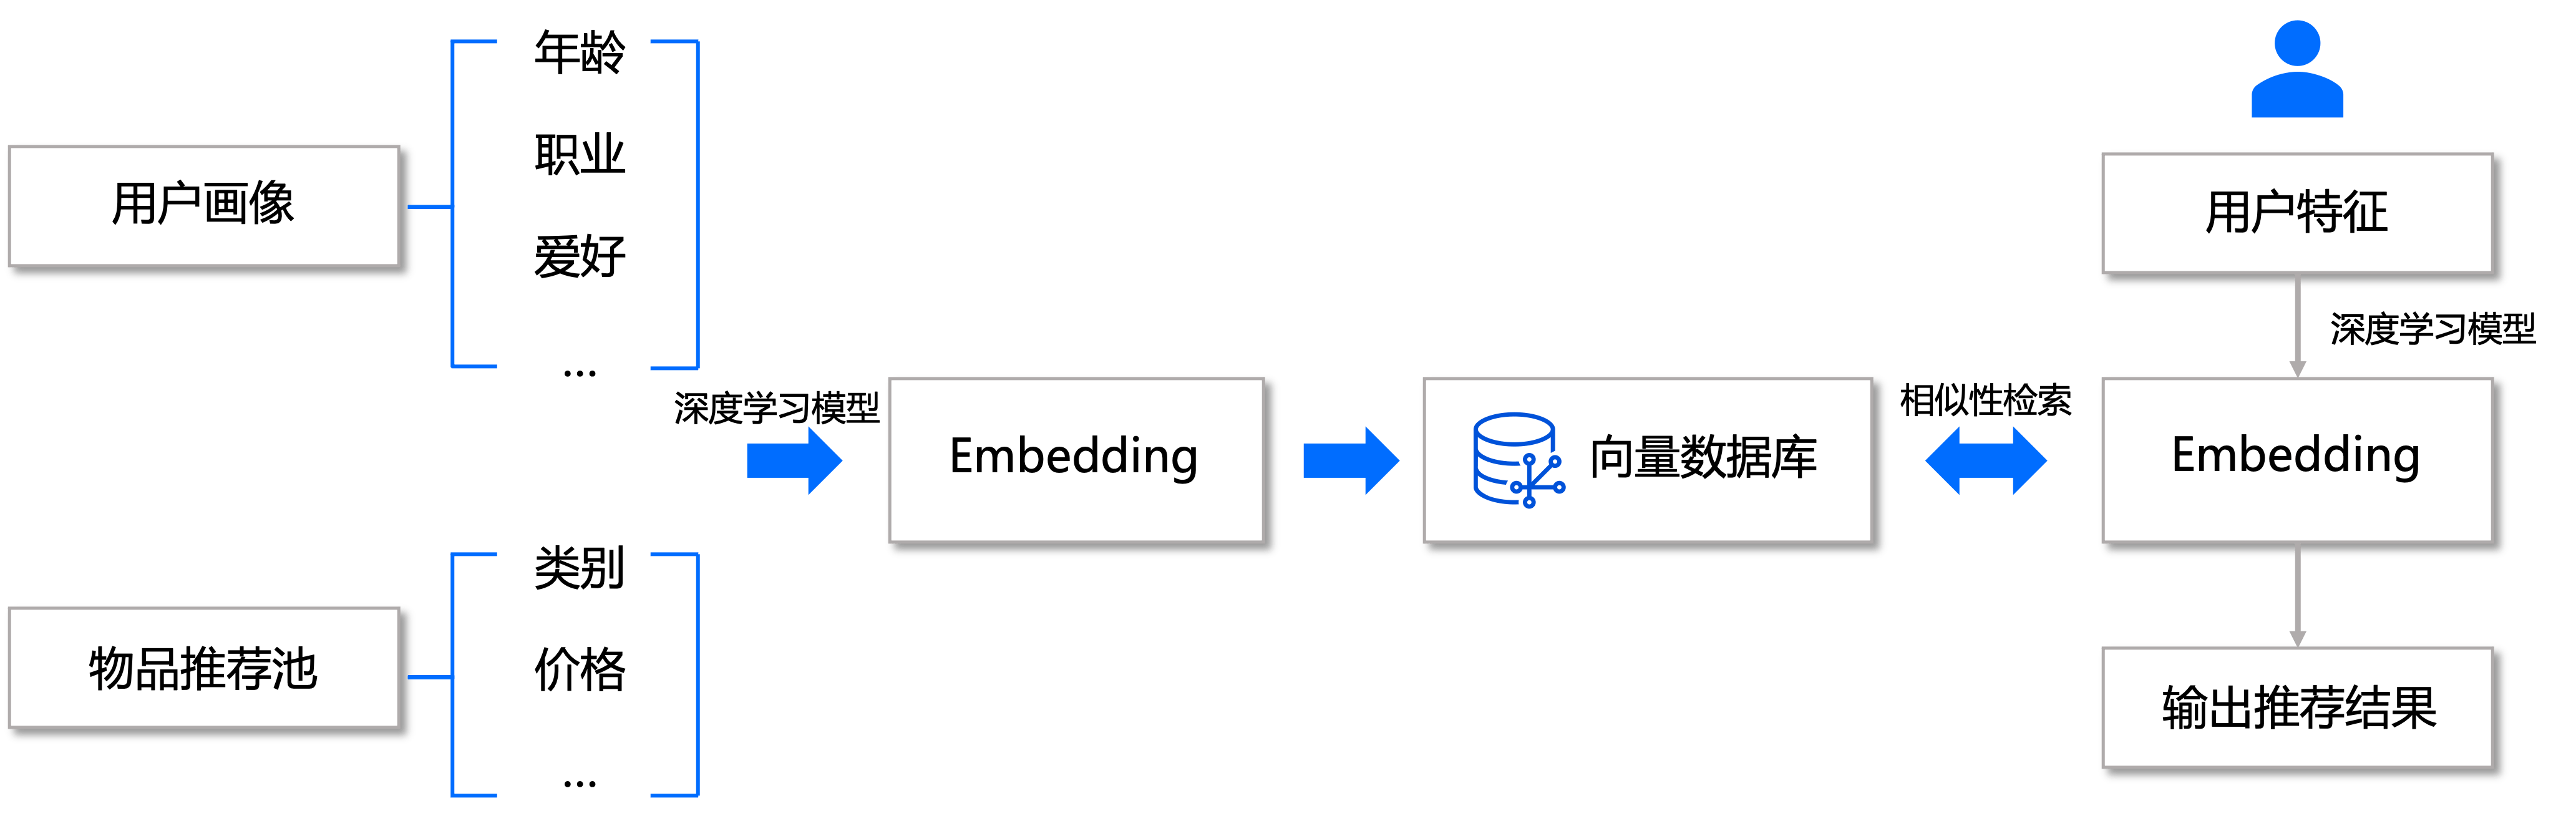 用户画像
年龄
职业
爱好
...
物品推荐池
类别
价格
...
深度学习模型
Embedding
向量数据库
相似性检索
用户特征
深度学习模型
Embedding
输出推荐结果